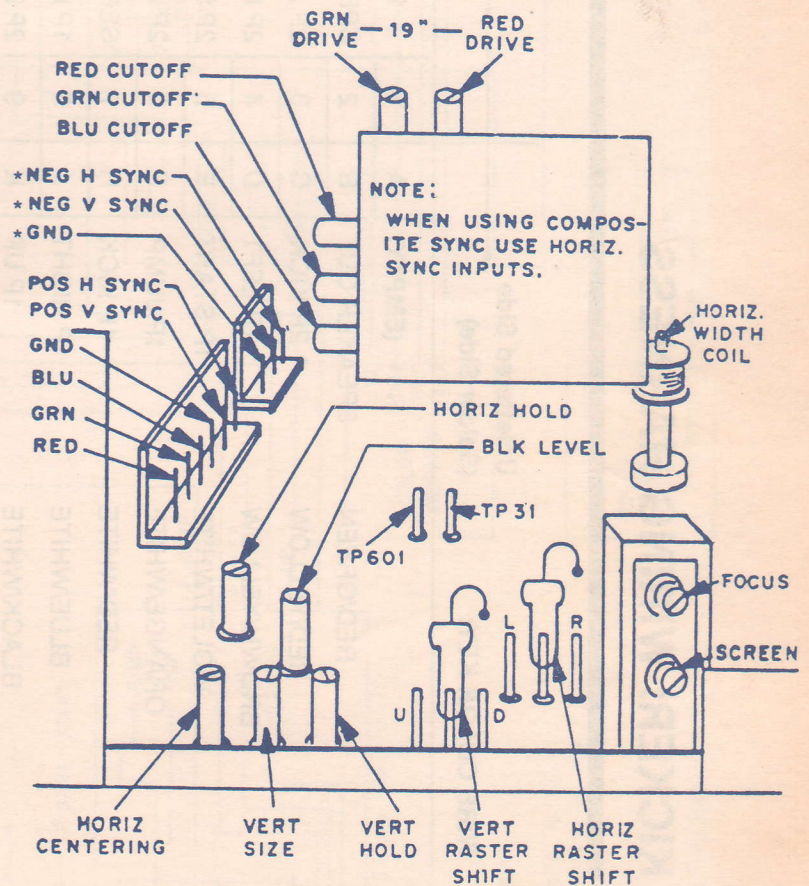 GRN DRIVE — 19" — RED DRIVE
RED CUTOFF
GRN CUTOFF
BLU CUTOFF
*NEG H SYNC
*NEG V SYNC
*GND
POS H SYNC
POS V SYNC
GND
BLU
GRN
RED
NOTE:
WHEN USING COMPOS-
ITE SYNC USE HORIZ.
SYNC INPUTS.
HORIZ.
WIDTH
COIL
HORIZ HOLD
BLK LEVEL
TP31
TP601
FOCUS
SCREEN
L
R
U
D
HORIZ
CENTERING
VERT
SIZE
VERT
HOLD
VERT
RASTER
SHIFT
HORIZ
RASTER
SHIFT